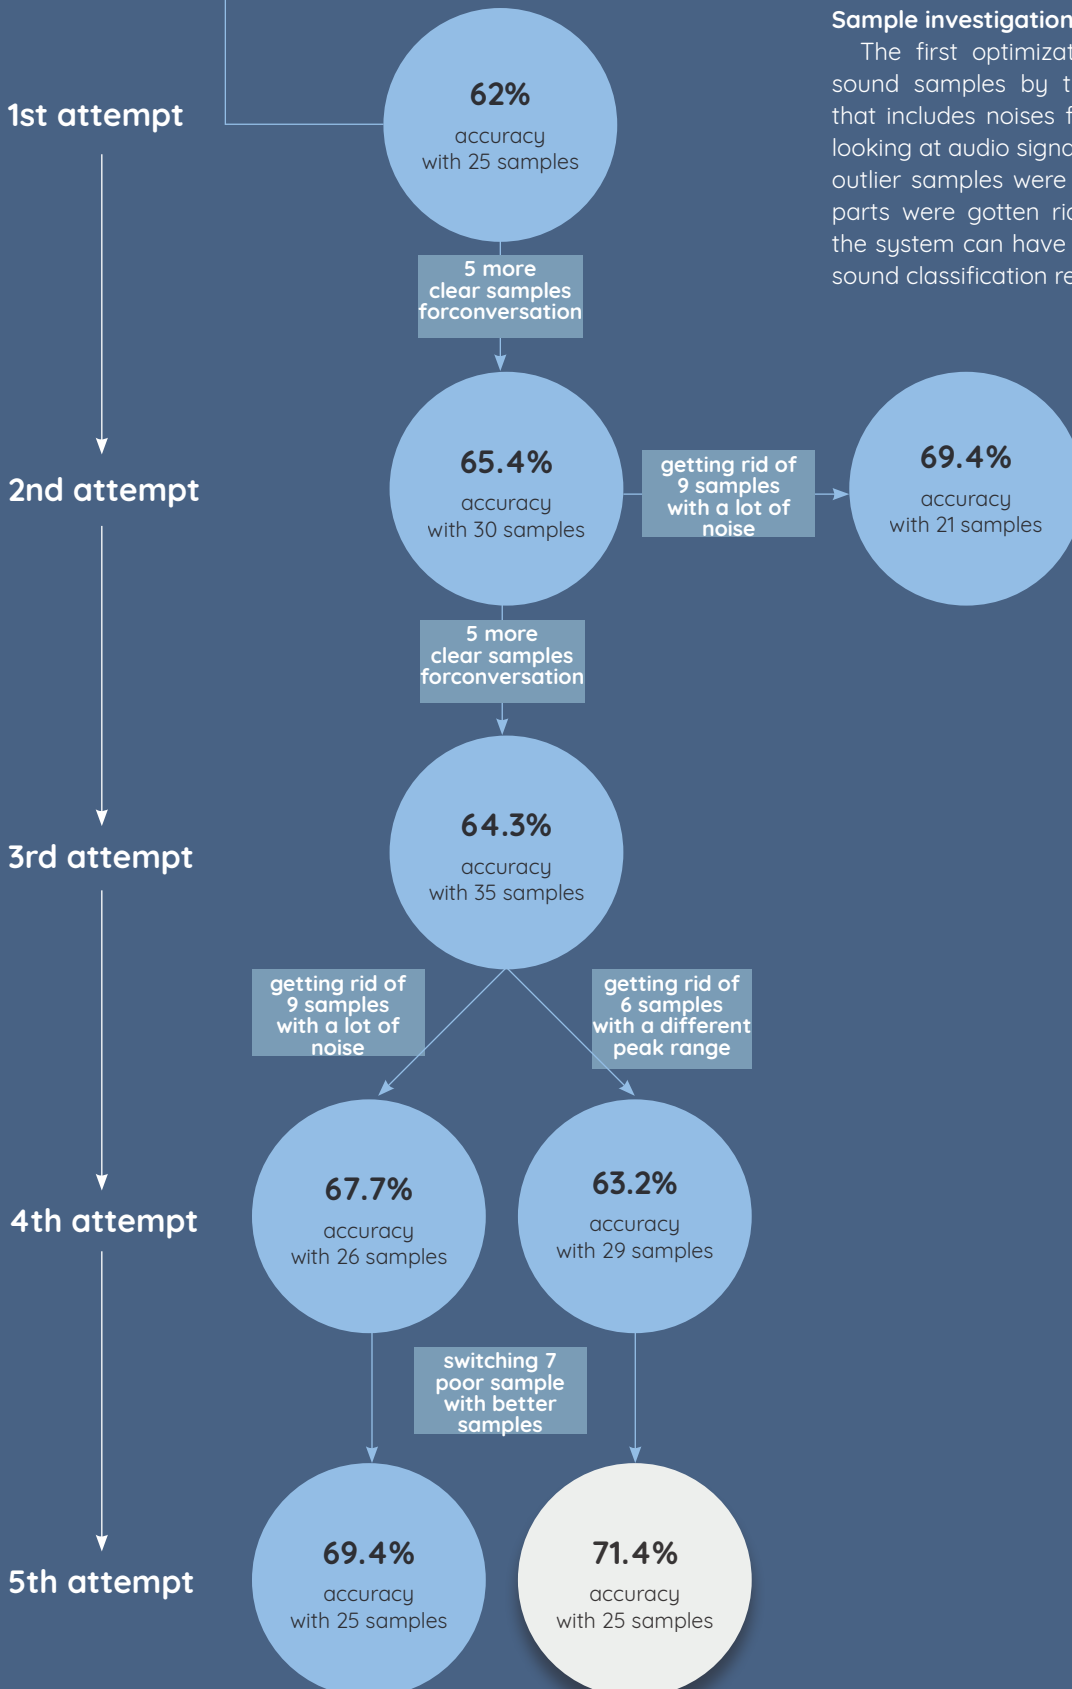 Sample investigation
The first optimizat
sound samples by t
that includes noises f
looking at audio signa
outlier samples were
parts were gotten ric
the system can have
sound classification re
1st attempt
62%
accuracy
with 25 samples
5 more
clear samples
forconversation
2nd attempt
65.4%
accuracy
with 30 samples
getting rid of
9 samples
with a lot of
noise
69.4%
accuracy
with 21 samples
5 more
clear samples
forconversation
3rd attempt
64.3%
accuracy
with 35 samples
getting rid of
9 samples
with a lot of
noise
getting rid of
6 samples
with a different
peak range
4th attempt
67.7%
accuracy
with 26 samples
63.2%
accuracy
with 29 samples
switching 7
poor sample
with better
samples
5th attempt
69.4%
accuracy
with 25 samples
71.4%
accuracy
with 25 samples